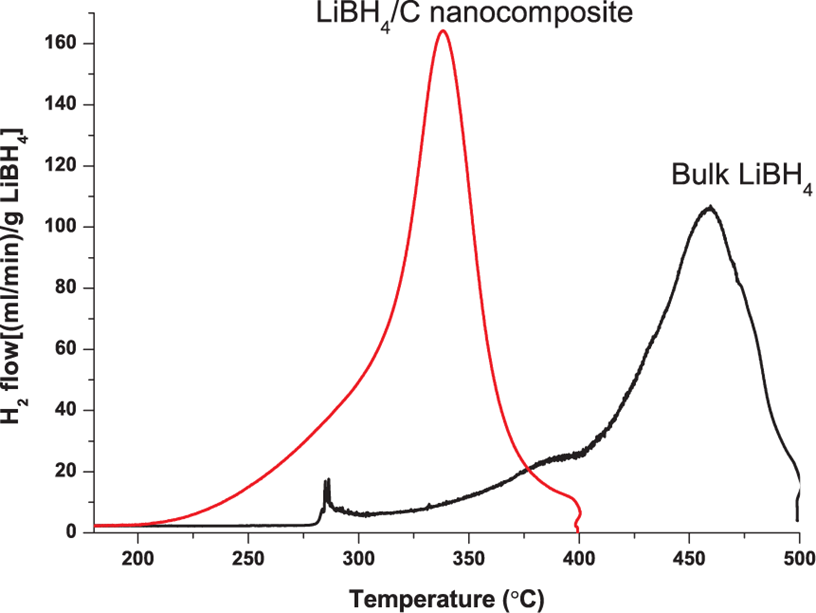 LiBH₄/C nanocomposite
Bulk LiBH₄
H₂ flow[(ml/min)/g LiBH₄]
160
140
120
100
80
60
40
20
0
200 250 300 350 400 450 500
Temperature (°C)